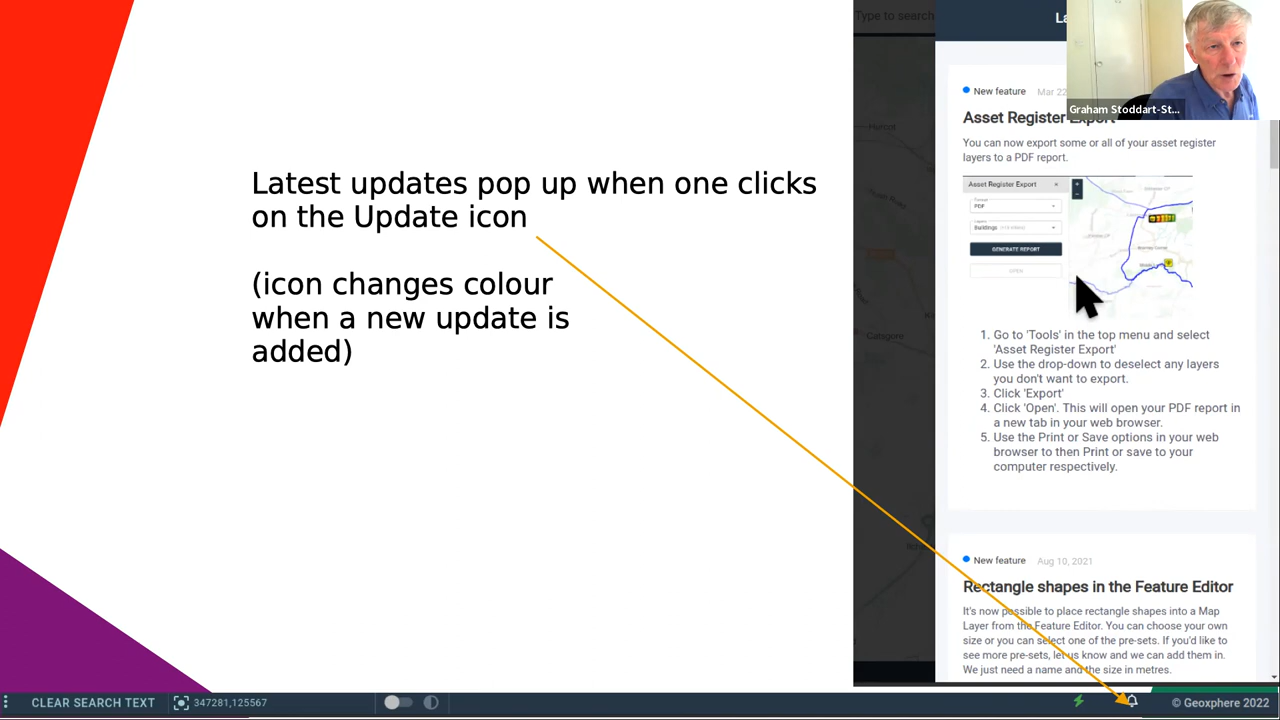 Type to search
La
Graham Stoddart-St...
New feature
Mar 22
Asset Register Export
You can now export some or all of your asset register
layers to a PDF report.
Latest updates pop up when one clicks
on the Update icon
(icon changes colour
when a new update is
added)
Asset Register Export
×
Format
PDF
Layers
Buildings
GENERATE REPORT
OPEN
1. Go to 'Tools' in the top menu and select
'Asset Register Export'
2. Use the drop-down to deselect any layers
you don't want to export.
3. Click 'Export'
4. Click 'Open'. This will open your PDF report in
a new tab in your web browser.
5. Use the Print or Save options in your web
browser to then Print or save to your
computer respectively.
New feature
Aug 10, 2021
Rectangle shapes in the Feature Editor
It's now possible to place rectangle shapes into a Map
Layer from the Feature Editor. You can choose your own
size or you can select one of the pre-sets. If you'd like to
see more pre-sets, let us know and we can add them in.
We just need a name and the size in metres.
CLEAR SEARCH TEXT
347281,125567
© Geoxphere 2022